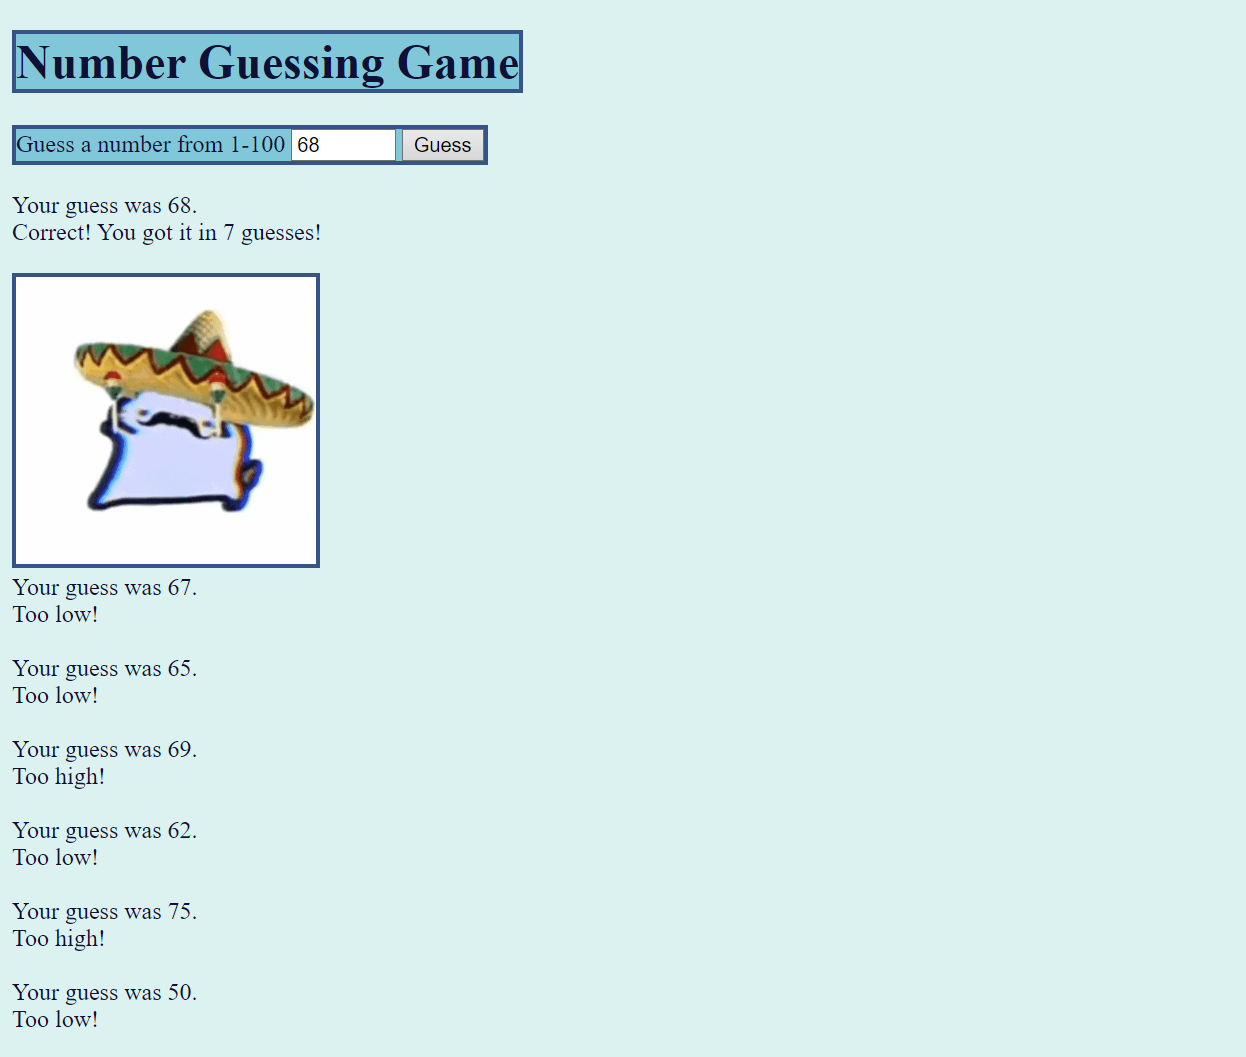 Number Guessing Game
Guess a number from 1-100 68 Guess
Your guess was 68.
Correct! You got it in 7 guesses!
Your guess was 67.
Too low!
Your guess was 65.
Too low!
Your guess was 69.
Too high!
Your guess was 62.
Too low!
Your guess was 75.
Too high!
Your guess was 50.
Too low!